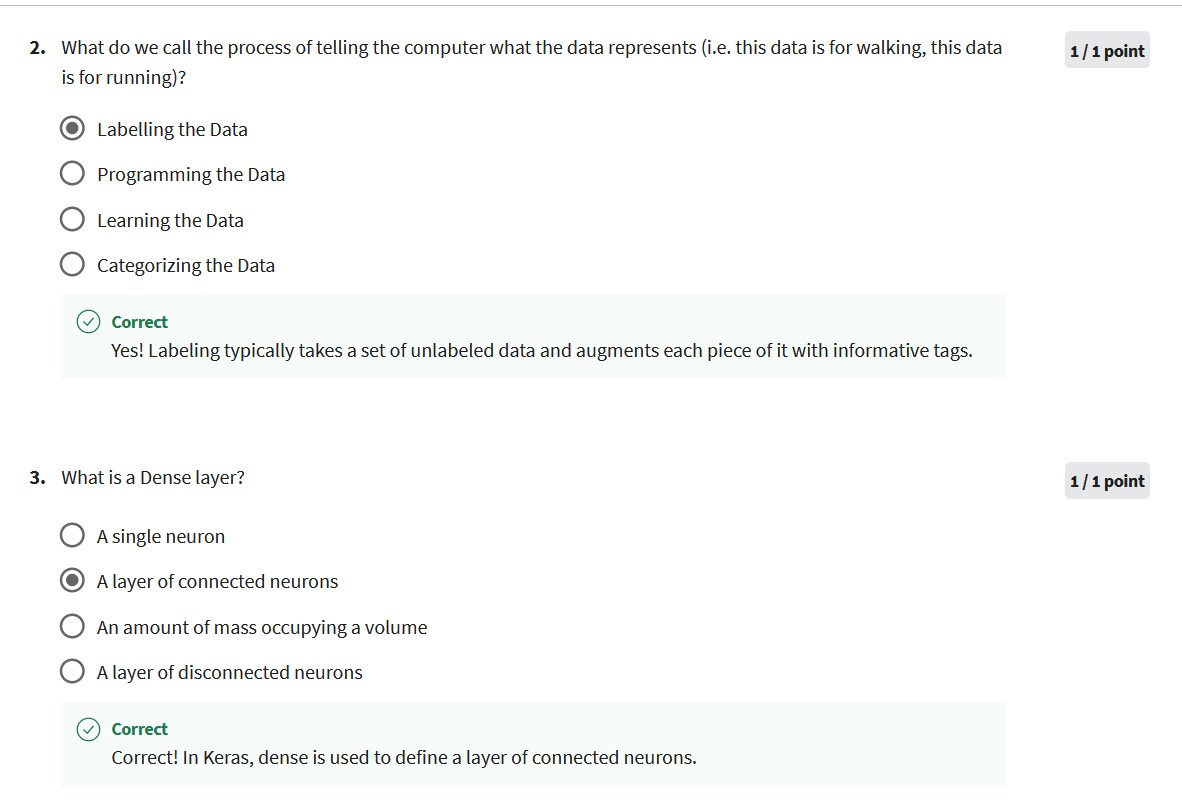 2. What do we call the process of telling the computer what the data represents (i.e. this data is for walking, this data
is for running)?
1 / 1 point
Labelling the Data
Programming the Data
Learning the Data
Categorizing the Data
Correct
Yes! Labeling typically takes a set of unlabeled data and augments each piece of it with informative tags.
3. What is a Dense layer?
1 / 1 point
A single neuron
A layer of connected neurons
An amount of mass occupying a volume
A layer of disconnected neurons
Correct
Correct! In Keras, dense is used to define a layer of connected neurons.